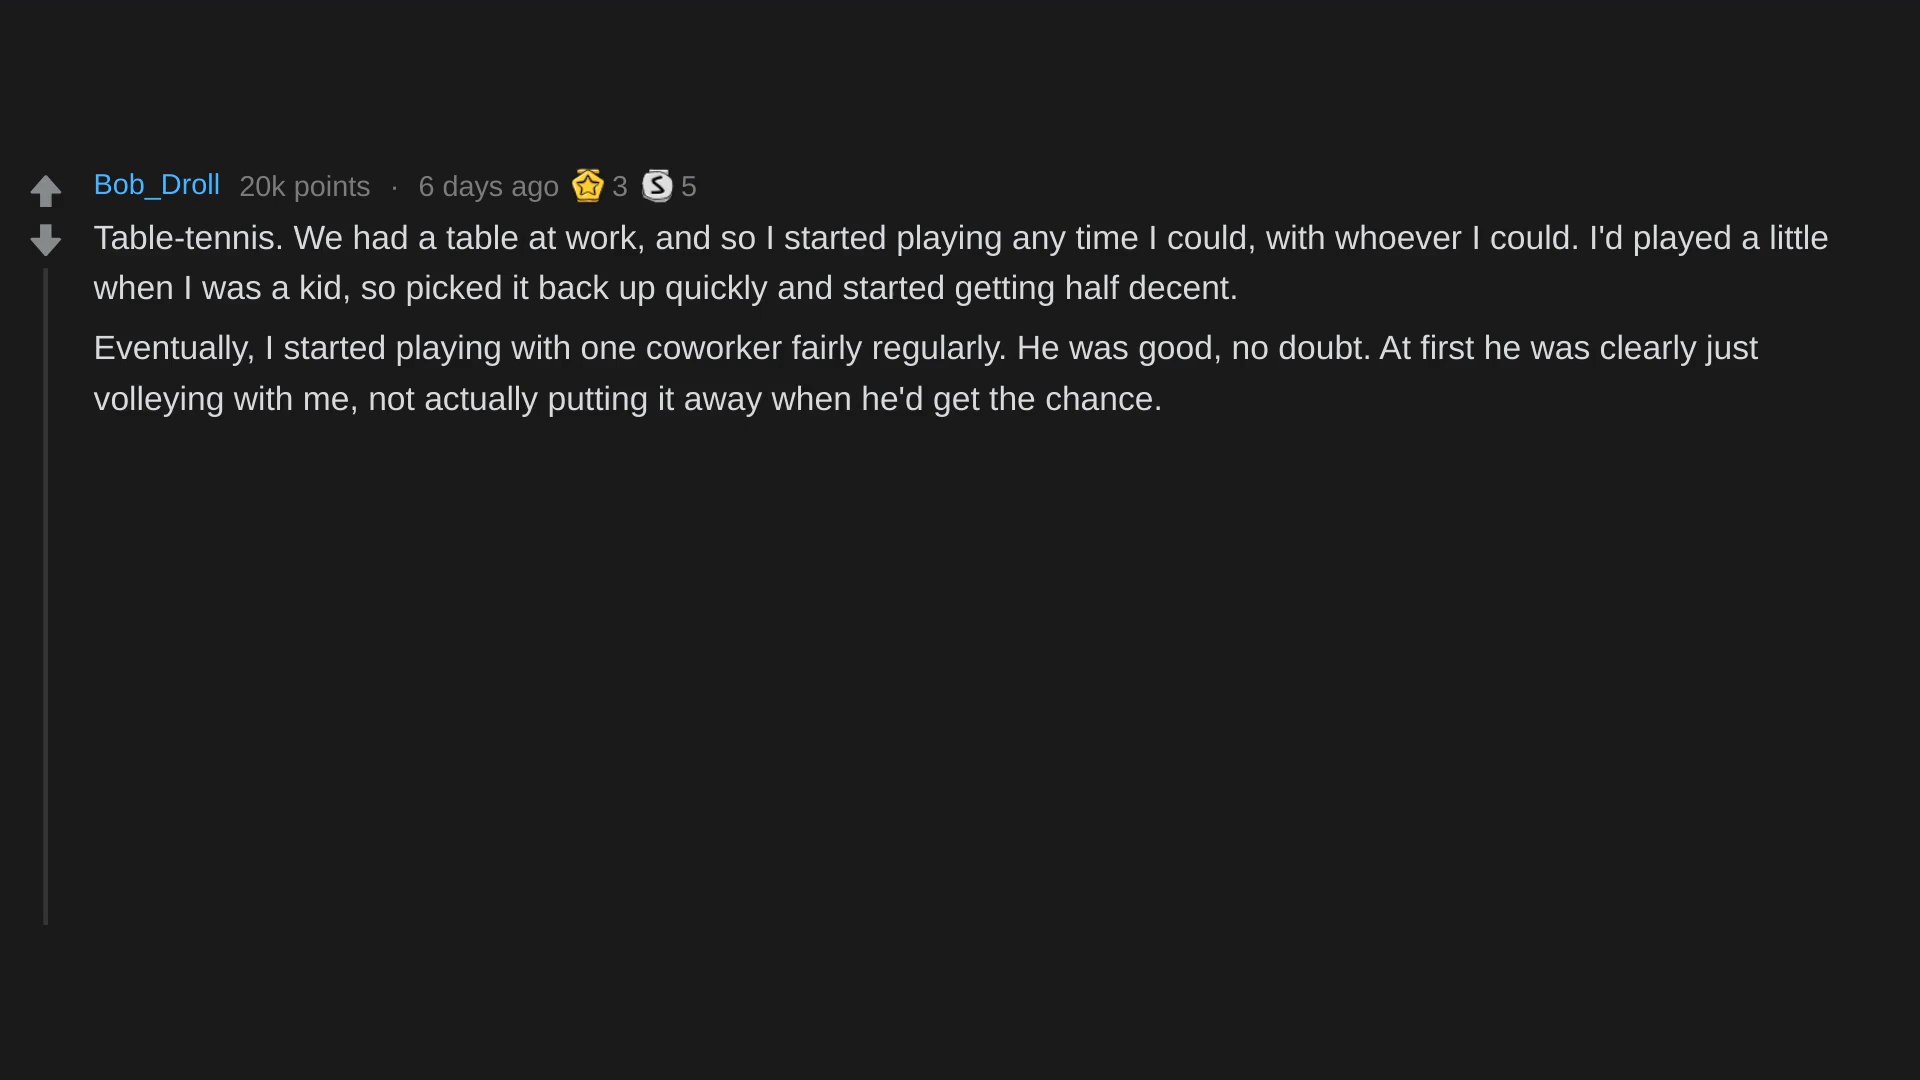 Bob_Droll 20k points · 6 days ago 3 S 5
Table-tennis. We had a table at work, and so I started playing any time I could, with whoever I could. I'd played a little
when I was a kid, so picked it back up quickly and started getting half decent.
Eventually, I started playing with one coworker fairly regularly. He was good, no doubt. At first he was clearly just
volleying with me, not actually putting it away when he'd get the chance.